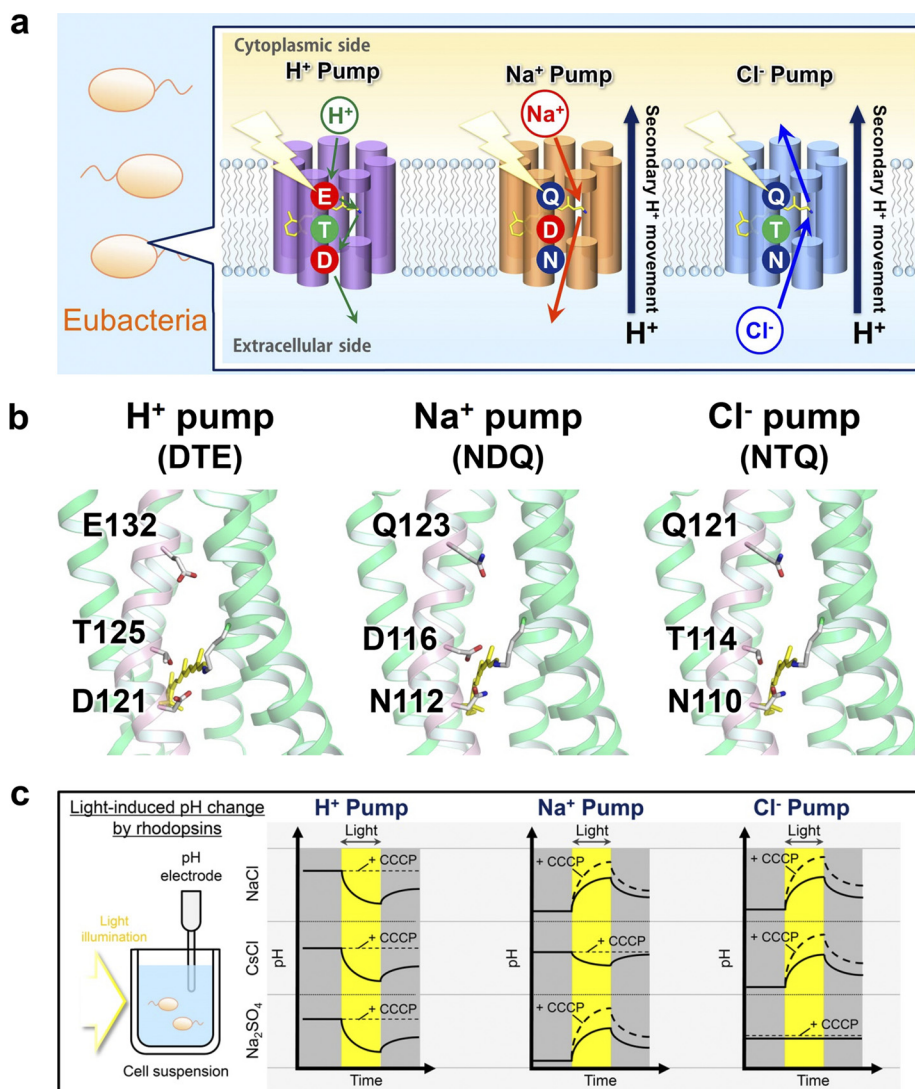 a
Cytoplasmic side
H⁺ Pump
Na⁺ Pump
Cl⁻ Pump
H⁺
Na⁺
E
T
D
Q
D
N
Q
T
N
Secondary H⁺ movement
Secondary H⁺ movement
H⁺
Cl⁻
H⁺
Eubacteria
Extracellular side
b
H⁺ pump
(DTE)
Na⁺ pump
(NDQ)
Cl⁻ pump
(NTQ)
E132
Q123
Q121
T125
D116
T114
D121
N112
N110
c
Light-induced pH change
by rhodopsins
pH
electrode
Light
illumination
Cell suspension
H⁺ Pump
Na⁺ Pump
Cl⁻ Pump
Light
Light
Light
NaCl
+ CCCP
+ CCCP
+ CCCP
CsCl
+ CCCP
+ CCCP
+ CCCP
Na₂SO₄
+ CCCP
+ CCCP
+ CCCP
pH
pH
pH
Time
Time
Time